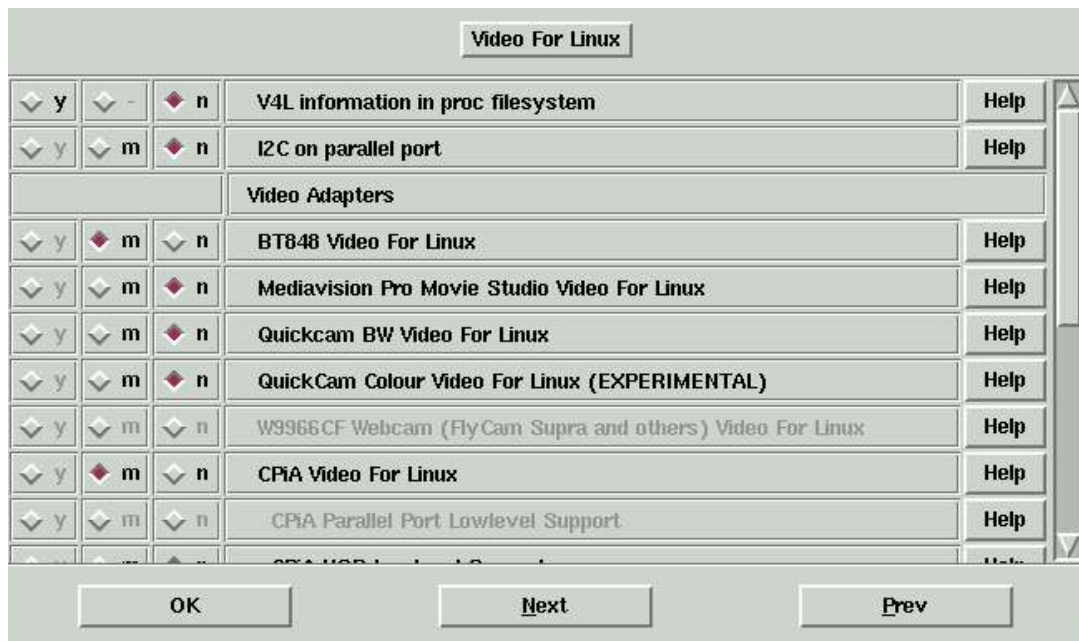 Video For Linux
y - n V4L information in proc filesystem Help
y m n I2C on parallel port Help
Video Adapters
y m n BT848 Video For Linux Help
y m n Mediavision Pro Movie Studio Video For Linux Help
y m n Quickcam BW Video For Linux Help
y m n QuickCam Colour Video For Linux (EXPERIMENTAL) Help
y m n W9966CF Webcam (FlyCam Supra and others) Video For Linux Help
y m n CPiA Video For Linux Help
y m n CPiA Parallel Port Lowlevel Support Help
OK Next Prev